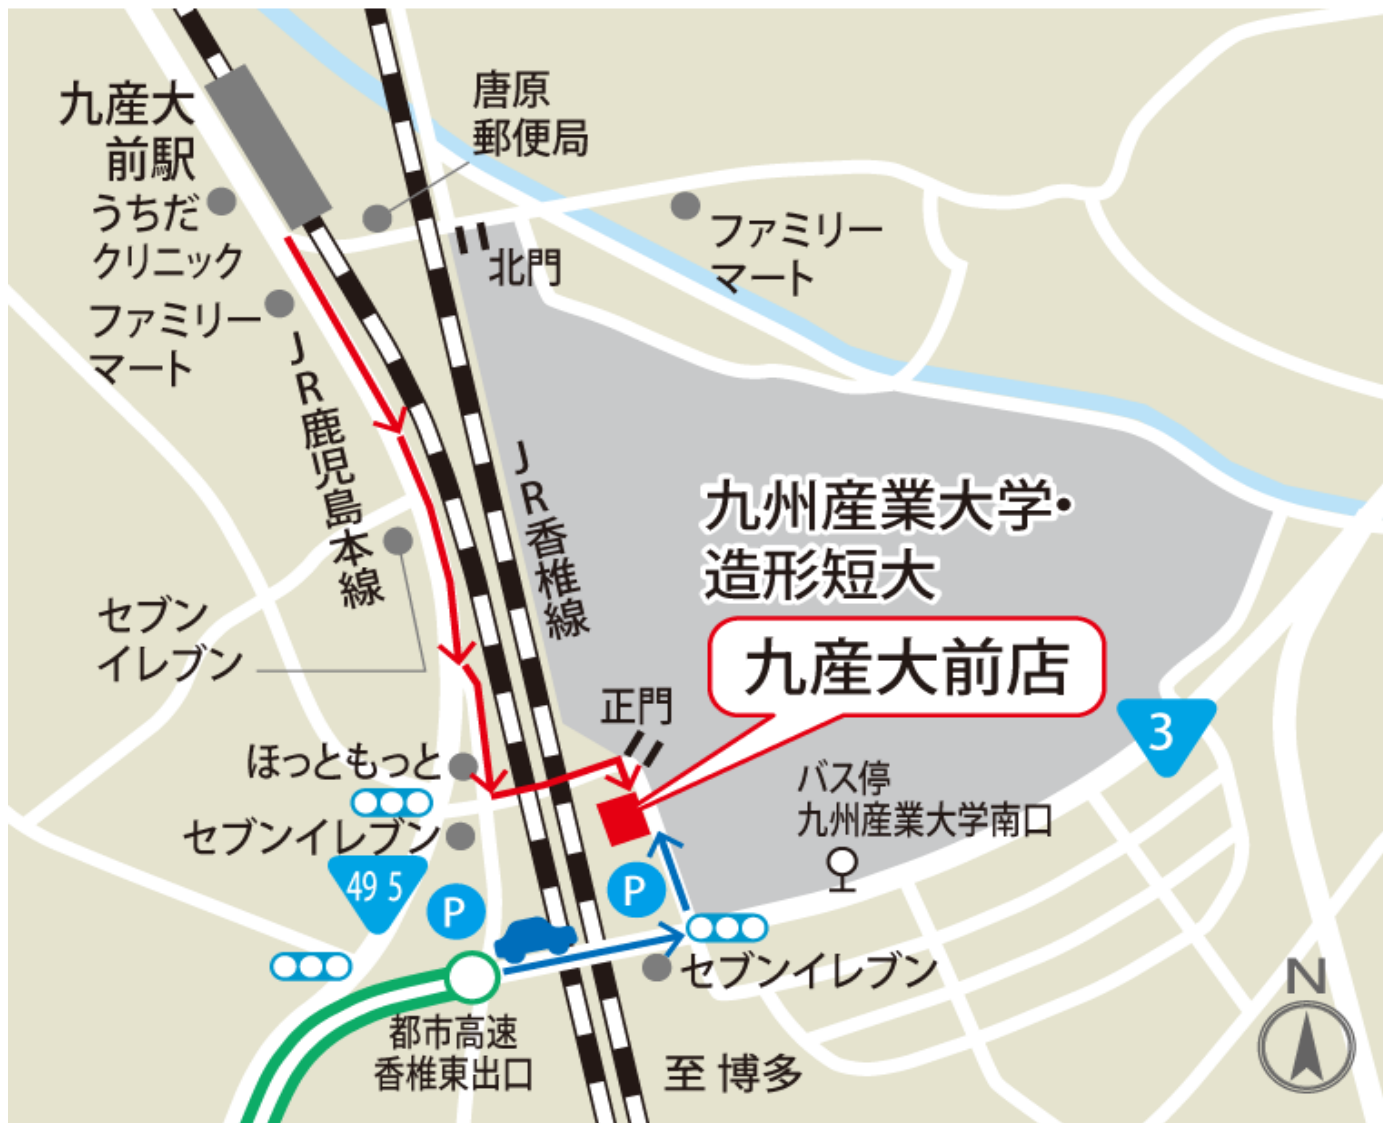 九産大
前駅
うちだ
クリニック
ファミリー
マート
唐原
郵便局
北門
ファミリー
マート
JR鹿児島本線
JR香椎線
九州産業大学・
造形短大
九産大前店
セブン
イレブン
正門
3
ほっともっと
バス停
九州産業大学南口
セブンイレブン
49 5
P
P
セブンイレブン
都市高速
香椎東出口
至 博多
N